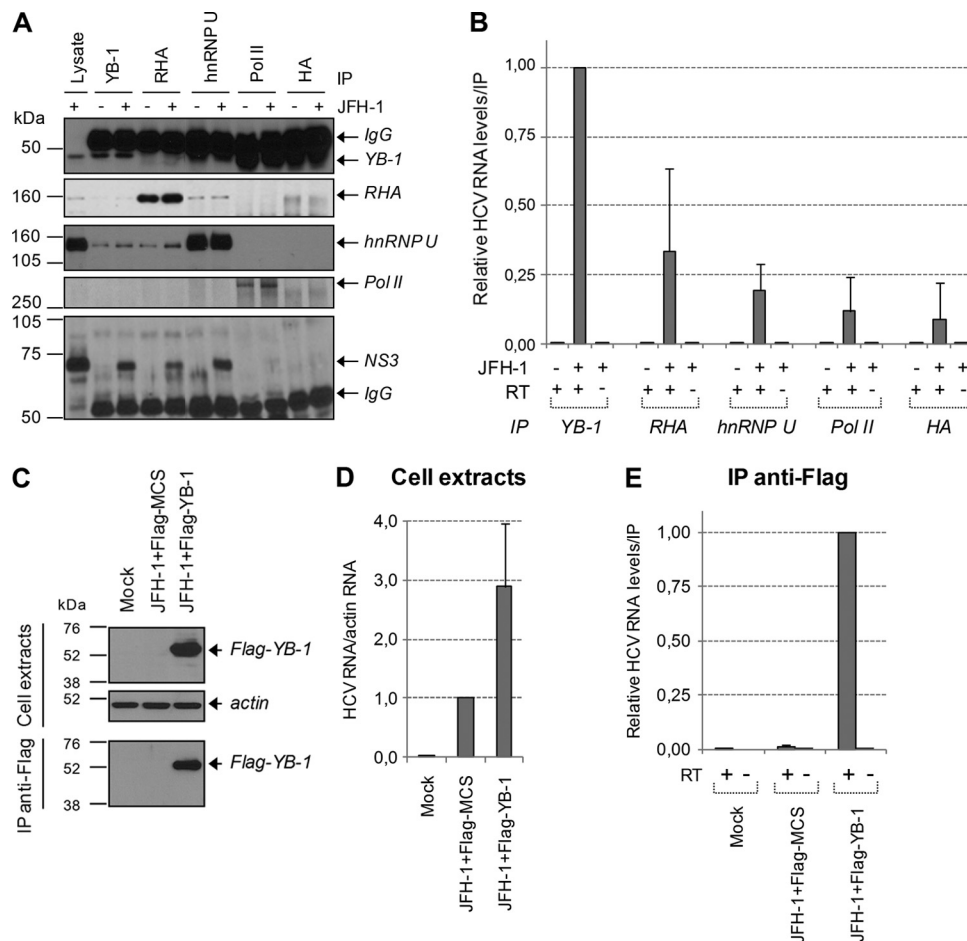 A
Lysate YB-1 RHA hnRNP U Pol II HA IP
+ - + - + - + - + - + JFH-1
kDa
50 IgG
YB-1
160 RHA
160 hnRNP U
105
Pol II
250
105
75 NS3
IgG
50
B
Relative HCV RNA levels/IP
1,00
0,75
0,50
0,25
0,00
JFH-1 - + + - + + - + + - + + - + +
RT + + - + + - + + - + + - + + -
IP YB-1 RHA hnRNP U Pol II HA
C
Mock
JFH-1+Flag-MCS
JFH-1+Flag-YB-1
kDa
Cell extracts
76
52 Flag-YB-1
38
52 actin
IP anti-Flag
76
52 Flag-YB-1
38
D Cell extracts
HCV RNA/actin RNA
4,0
3,0
2,0
1,0
0,0
Mock
JFH-1+Flag-MCS
JFH-1+Flag-YB-1
E IP anti-Flag
Relative HCV RNA levels/IP
1,00
0,75
0,50
0,25
0,00
RT + - + - + -
Mock
JFH-1+Flag-MCS
JFH-1+Flag-YB-1